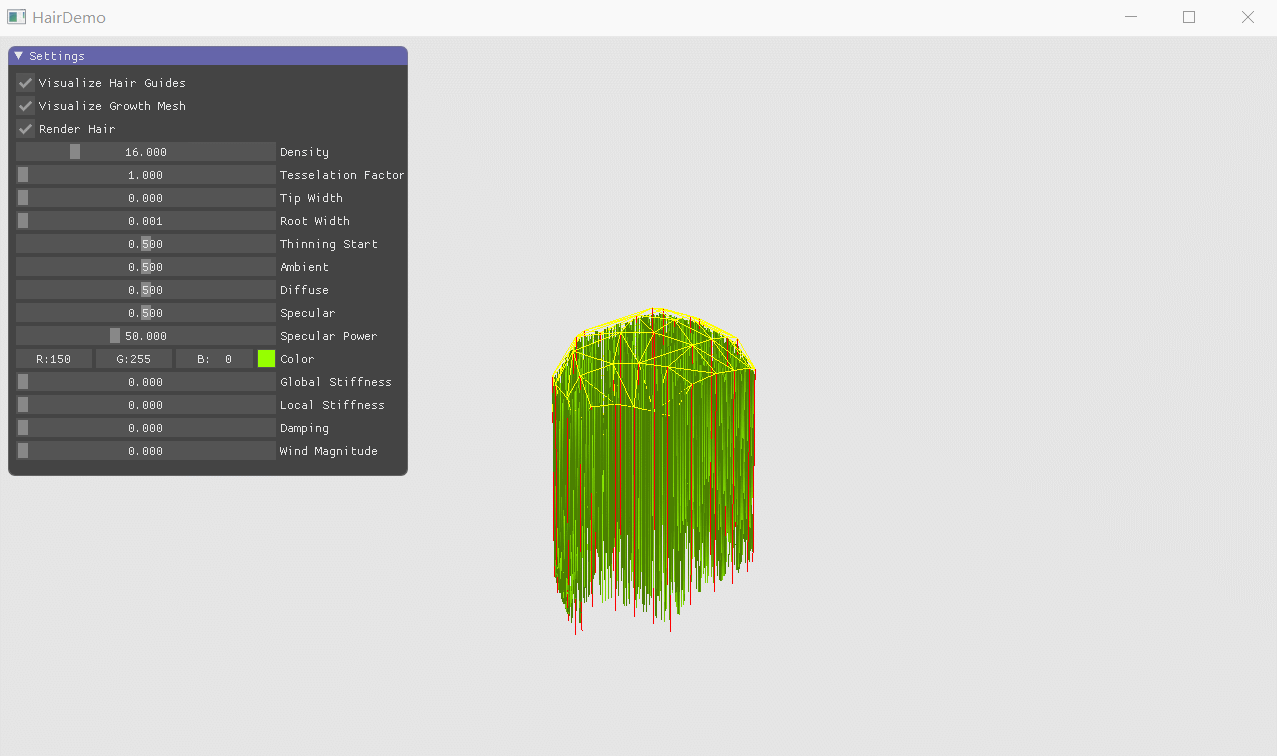 HairDemo
Settings
Visualize Hair Guides
Visualize Growth Mesh
Render Hair
16.000 Density
1.000 Tesselation Factor
0.000 Tip Width
0.001 Root Width
0.500 Thinning Start
0.500 Ambient
0.500 Diffuse
0.500 Specular
50.000 Specular Power
R:150 G:255 B: 0 Color
0.000 Global Stiffness
0.000 Local Stiffness
0.000 Damping
0.000 Wind Magnitude